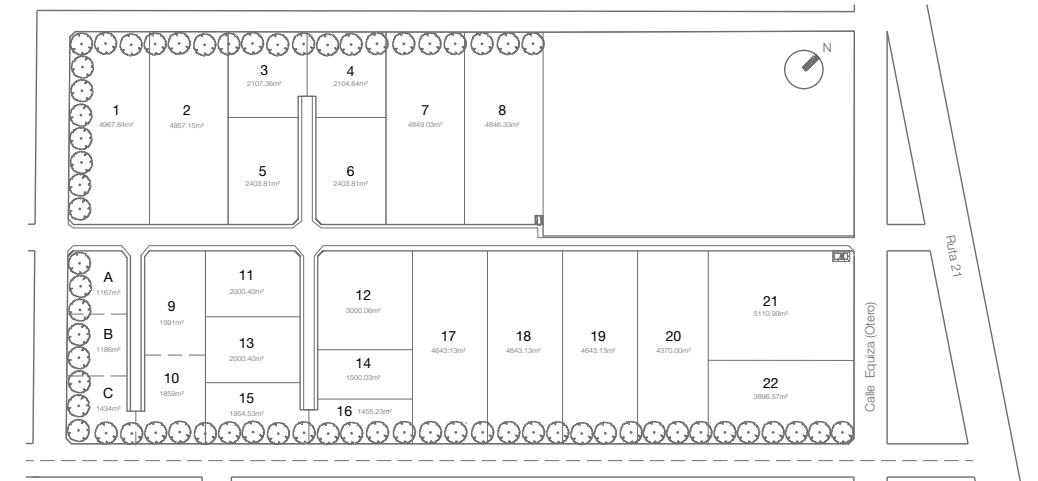 N
3
2107.36m²
4
2104.64m²
1
4967.84m²
2
4857.15m²
7
4849.03m²
8
4846.33m²
5
2403.81m²
6
2403.81m²
Ruta 21
A
1167m²
11
2000.40m²
9
1991m²
12
3000.06m²
21
5110.99m²
B
1186m²
13
2000.40m²
17
4643.13m²
18
4643.13m²
19
4643.13m²
20
4370.00m²
Calle Equiza (Otero)
14
1500.03m²
10
1859m²
C
1434m²
22
3896.57m²
15
1954.53m²
16 1455.23m²